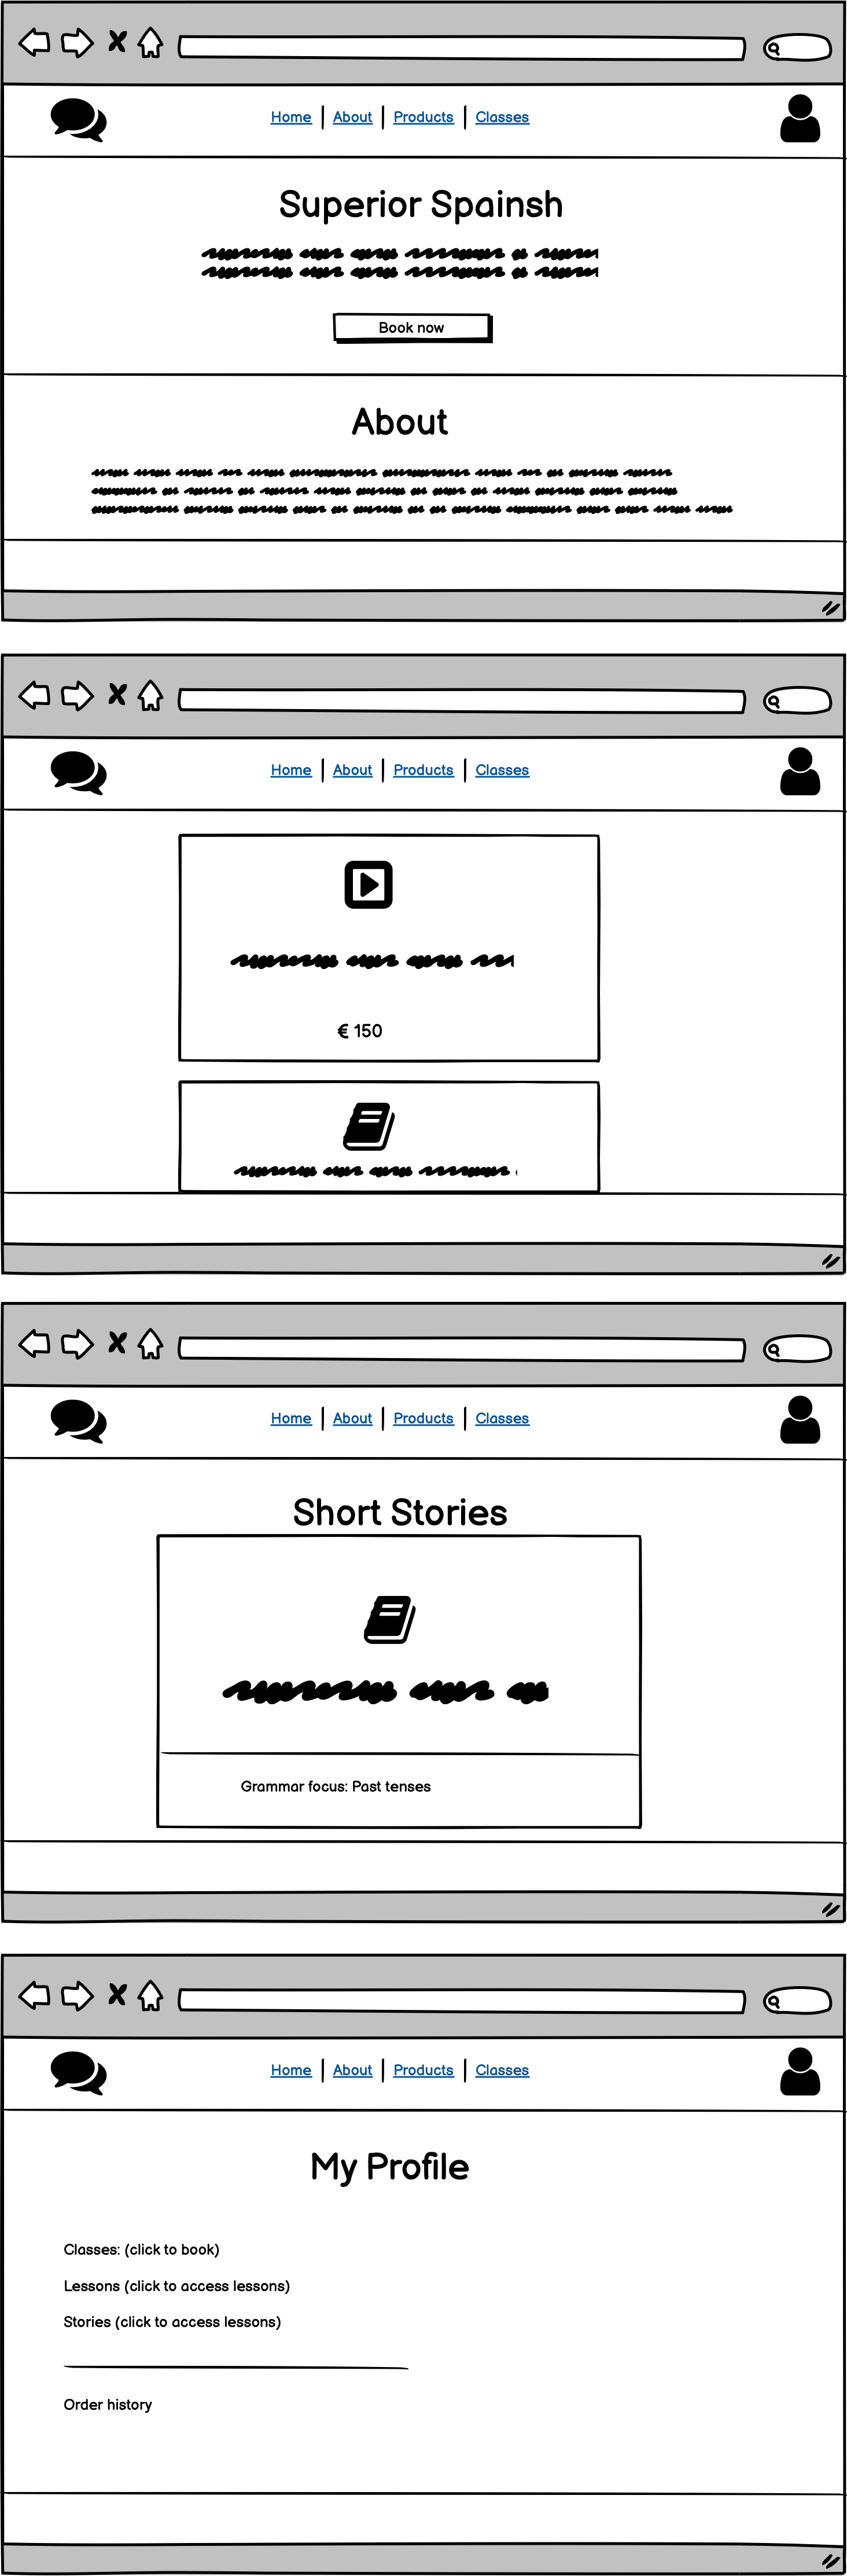 Home | About | Products | Classes
Superior Spainsh
Book now
About
Home | About | Products | Classes
€ 150
Home | About | Products | Classes
Short Stories
Grammar focus: Past tenses
Home | About | Products | Classes
My Profile
Classes: (click to book)
Lessons (click to access lessons)
Stories (click to access lessons)
Order history